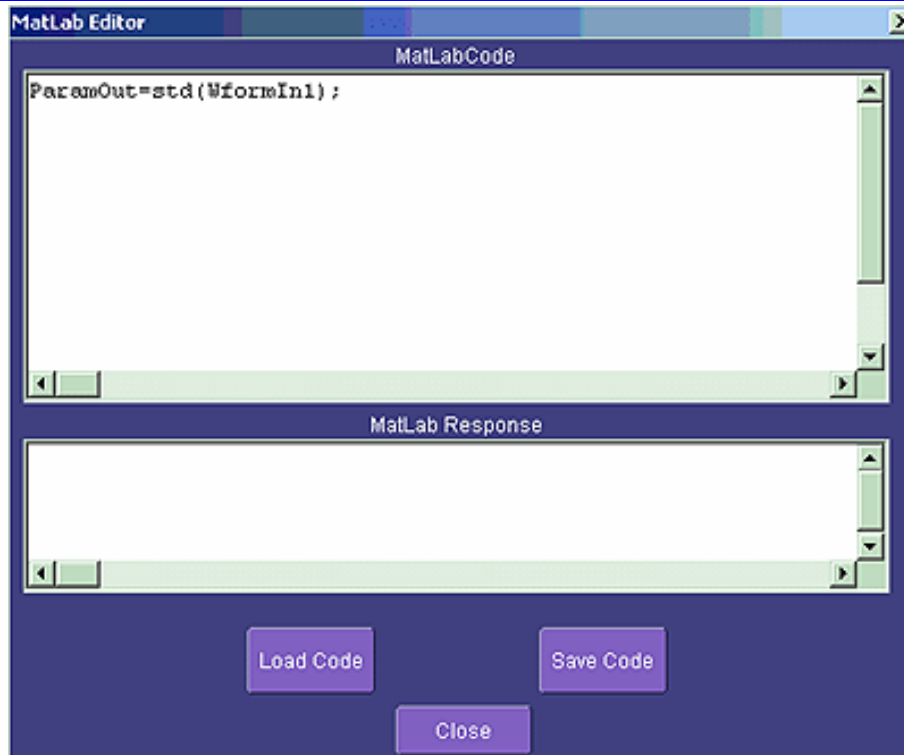 MatLab Editor
MatLabCode
ParamOut=std(WformIn1);
MatLab Response
Load Code
Save Code
Close